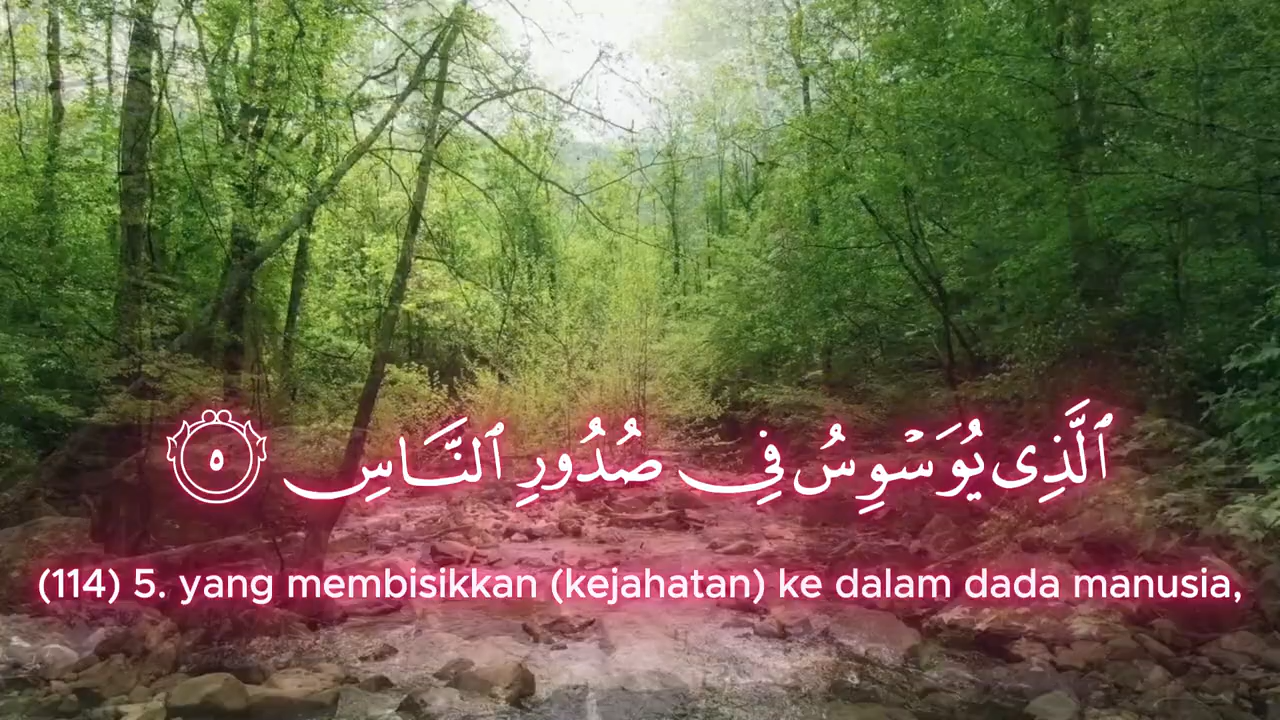 ٱلَّذِى يُوَسْوِسُ فِى صُدُورِ ٱلنَّاسِ ٥
(114) 5. yang membisikkan (kejahatan) ke dalam dada manusia,